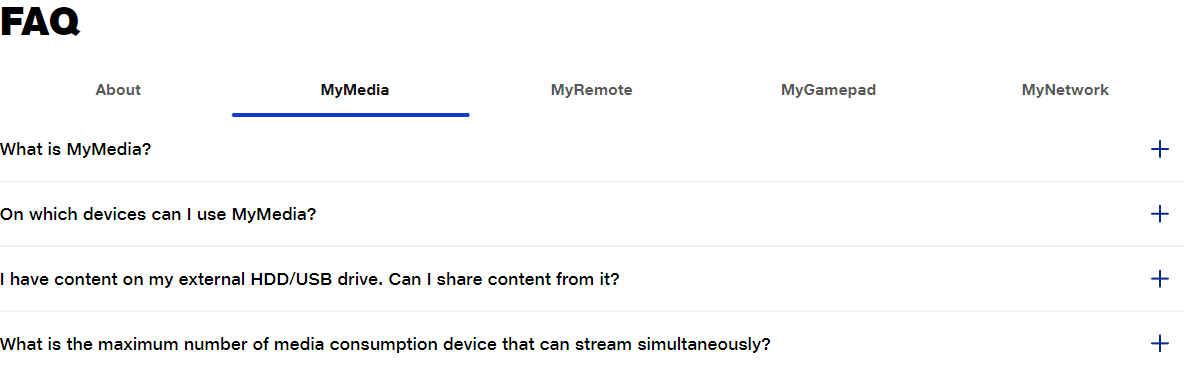 FAQ
About MyMedia MyRemote MyGamepad MyNetwork
What is MyMedia?
On which devices can I use MyMedia?
I have content on my external HDD/USB drive. Can I share content from it?
What is the maximum number of media consumption device that can stream simultaneously?